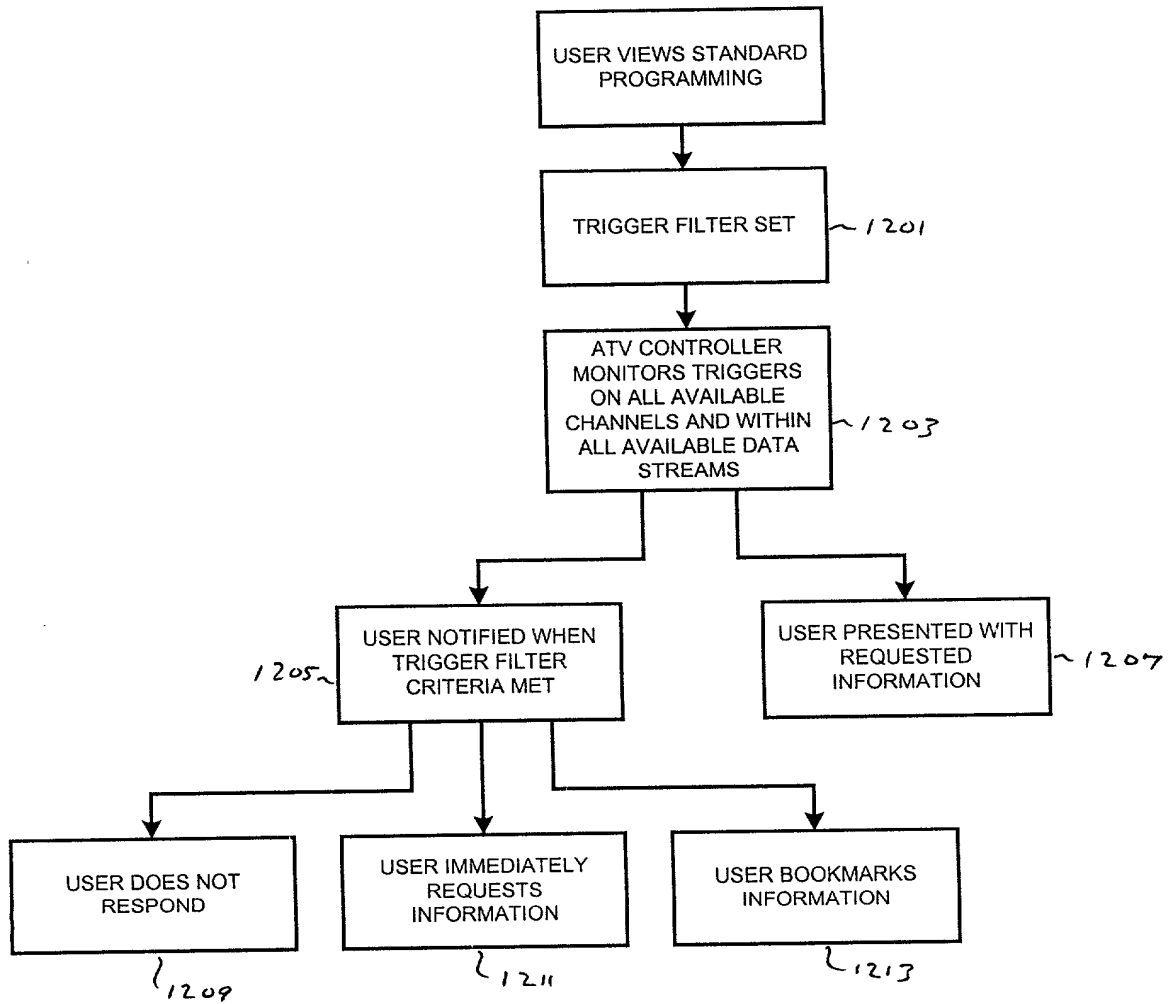 USER VIEWS STANDARD
PROGRAMMING
TRIGGER FILTER SET
1201
ATV CONTROLLER
MONITORS TRIGGERS
ON ALL AVAILABLE
CHANNELS AND WITHIN
ALL AVAILABLE DATA
STREAMS
1203
USER NOTIFIED WHEN
TRIGGER FILTER
CRITERIA MET
1205
USER PRESENTED WITH
REQUESTED
INFORMATION
1207
USER DOES NOT
RESPOND
1209
USER IMMEDIATELY
REQUESTS
INFORMATION
1211
USER BOOKMARKS
INFORMATION
1213